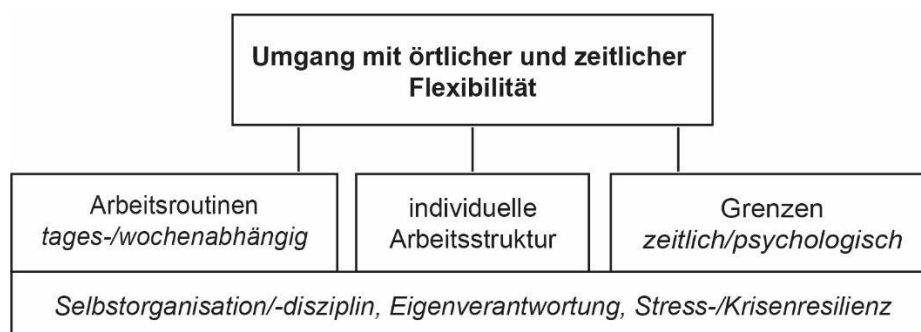 Umgang mit örtlicher und zeitlicher
Flexibilität
Arbeitsroutinen
tages-/wochenabhängig
individuelle
Arbeitsstruktur
Grenzen
zeitlich/psychologisch
Selbstorganisation/-disziplin, Eigenverantwortung, Stress-/Krisenresilienz